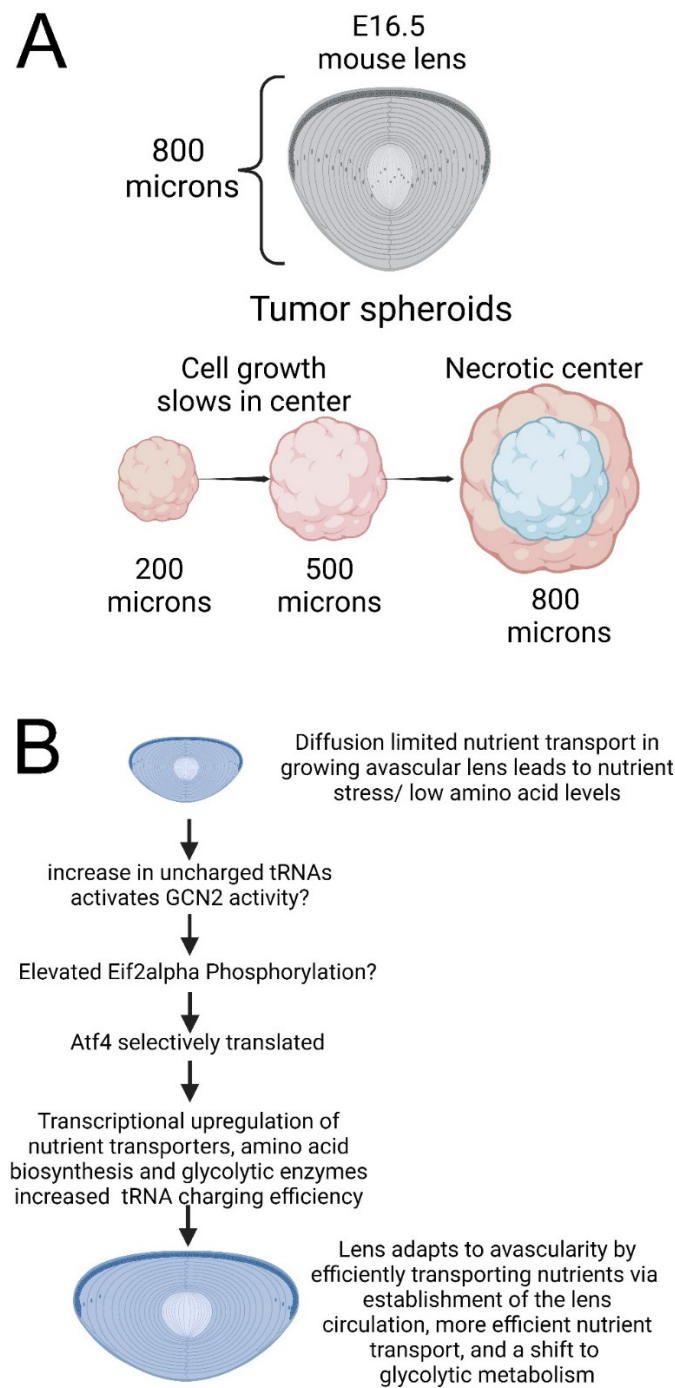 A
E16.5
mouse lens
800
microns
Tumor spheroids
Cell growth
slows in center
Necrotic center
200
microns
500
microns
800
microns
B
Diffusion limited nutrient transport in
growing avascular lens leads to nutrient
stress/ low amino acid levels
increase in uncharged tRNAs
activates GCN2 activity?
Elevated Eif2alpha Phosphorylation?
Atf4 selectively translated
Transcriptional upregulation of
nutrient transporters, amino acid
biosynthesis and glycolytic enzymes
increased tRNA charging efficiency
Lens adapts to avascularity by
efficiently transporting nutrients via
establishment of the lens
circulation, more efficient nutrient
transport, and a shift to
glycolytic metabolism